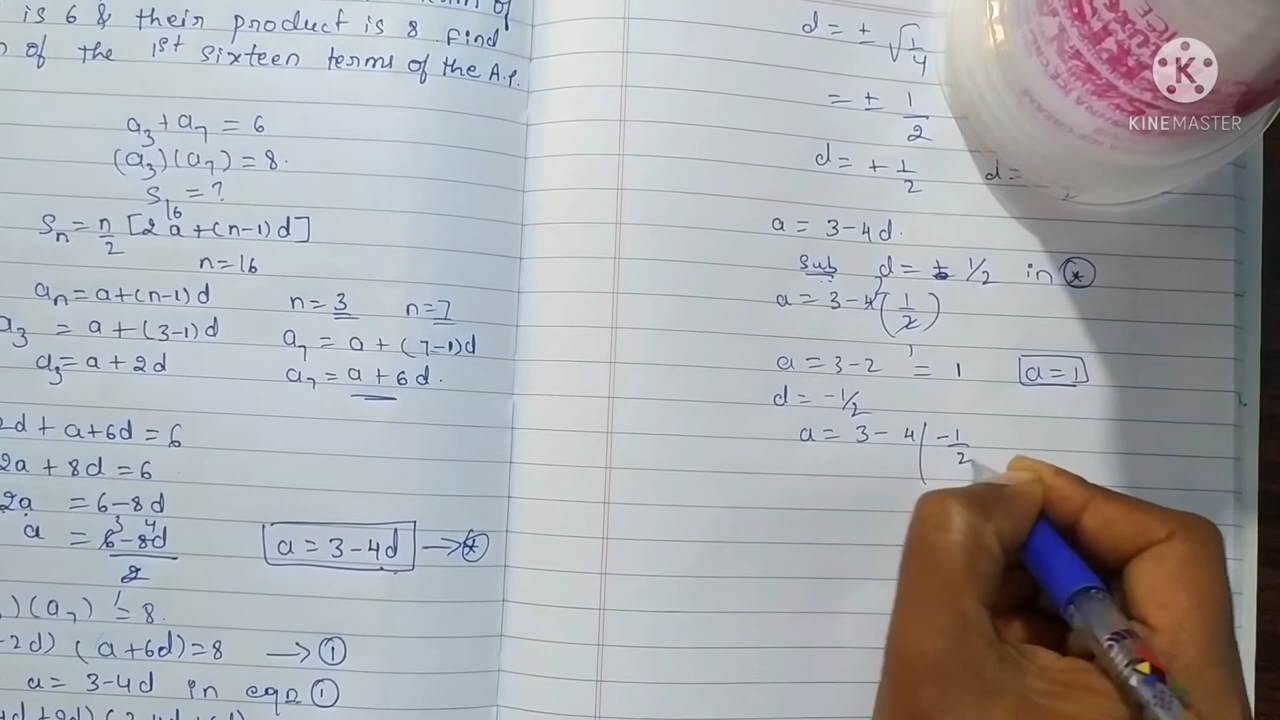 is 6 & their product is 8 find
of the 1st sixteen terms of the A.P.
a₃ + a₇ = 6
(a₃)(a₇) = 8.
S₁₆ = ?
Sₙ = n/2 [2a + (n-1)d]
n = 16
aₙ = a + (n-1)d
n = 3 n = 7
a₃ = a + (3-1)d
a₇ = a + (7-1)d
a₃ = a + 2d
a₇ = a + 6d.
2d + a + 6d = 6
2a + 8d = 6
2a = 6 - 8d
a = 6³ - 8⁴d / 2 1
a = 3 - 4d → ⊛
)(a₇) = 8.
2d) (a + 6d) = 8 → ①
a = 3 - 4d in eqn ①
d = ± √1/4
= ± 1/2
d = + 1/2 d =
a = 3 - 4d.
Sub d = ± 1/2 in ⊛
a = 3 - 4² (1/2)
a = 3 - 2 = 1 a = 1
d = -1/2
a = 3 - 4( -1/2
KINEMASTER